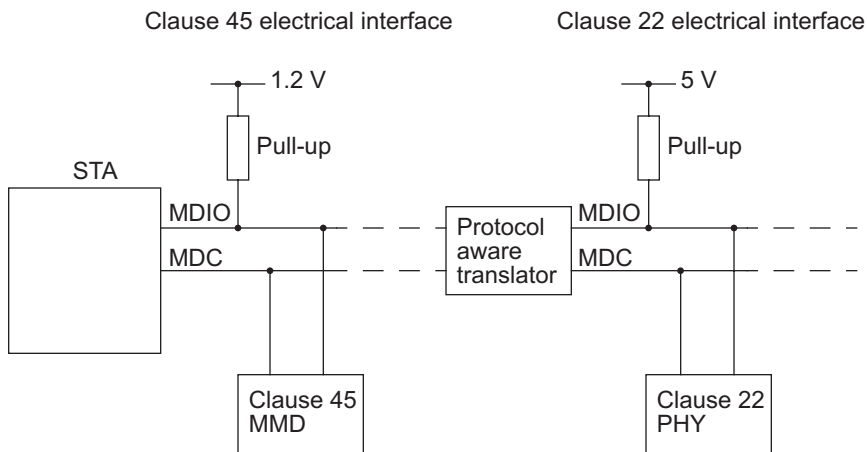 Clause 45 electrical interface
Clause 22 electrical interface
1.2 V
5 V
Pull-up
Pull-up
STA
MDIO
MDC
Protocol
aware
translator
MDIO
MDC
Clause 45
MMD
Clause 22
PHY